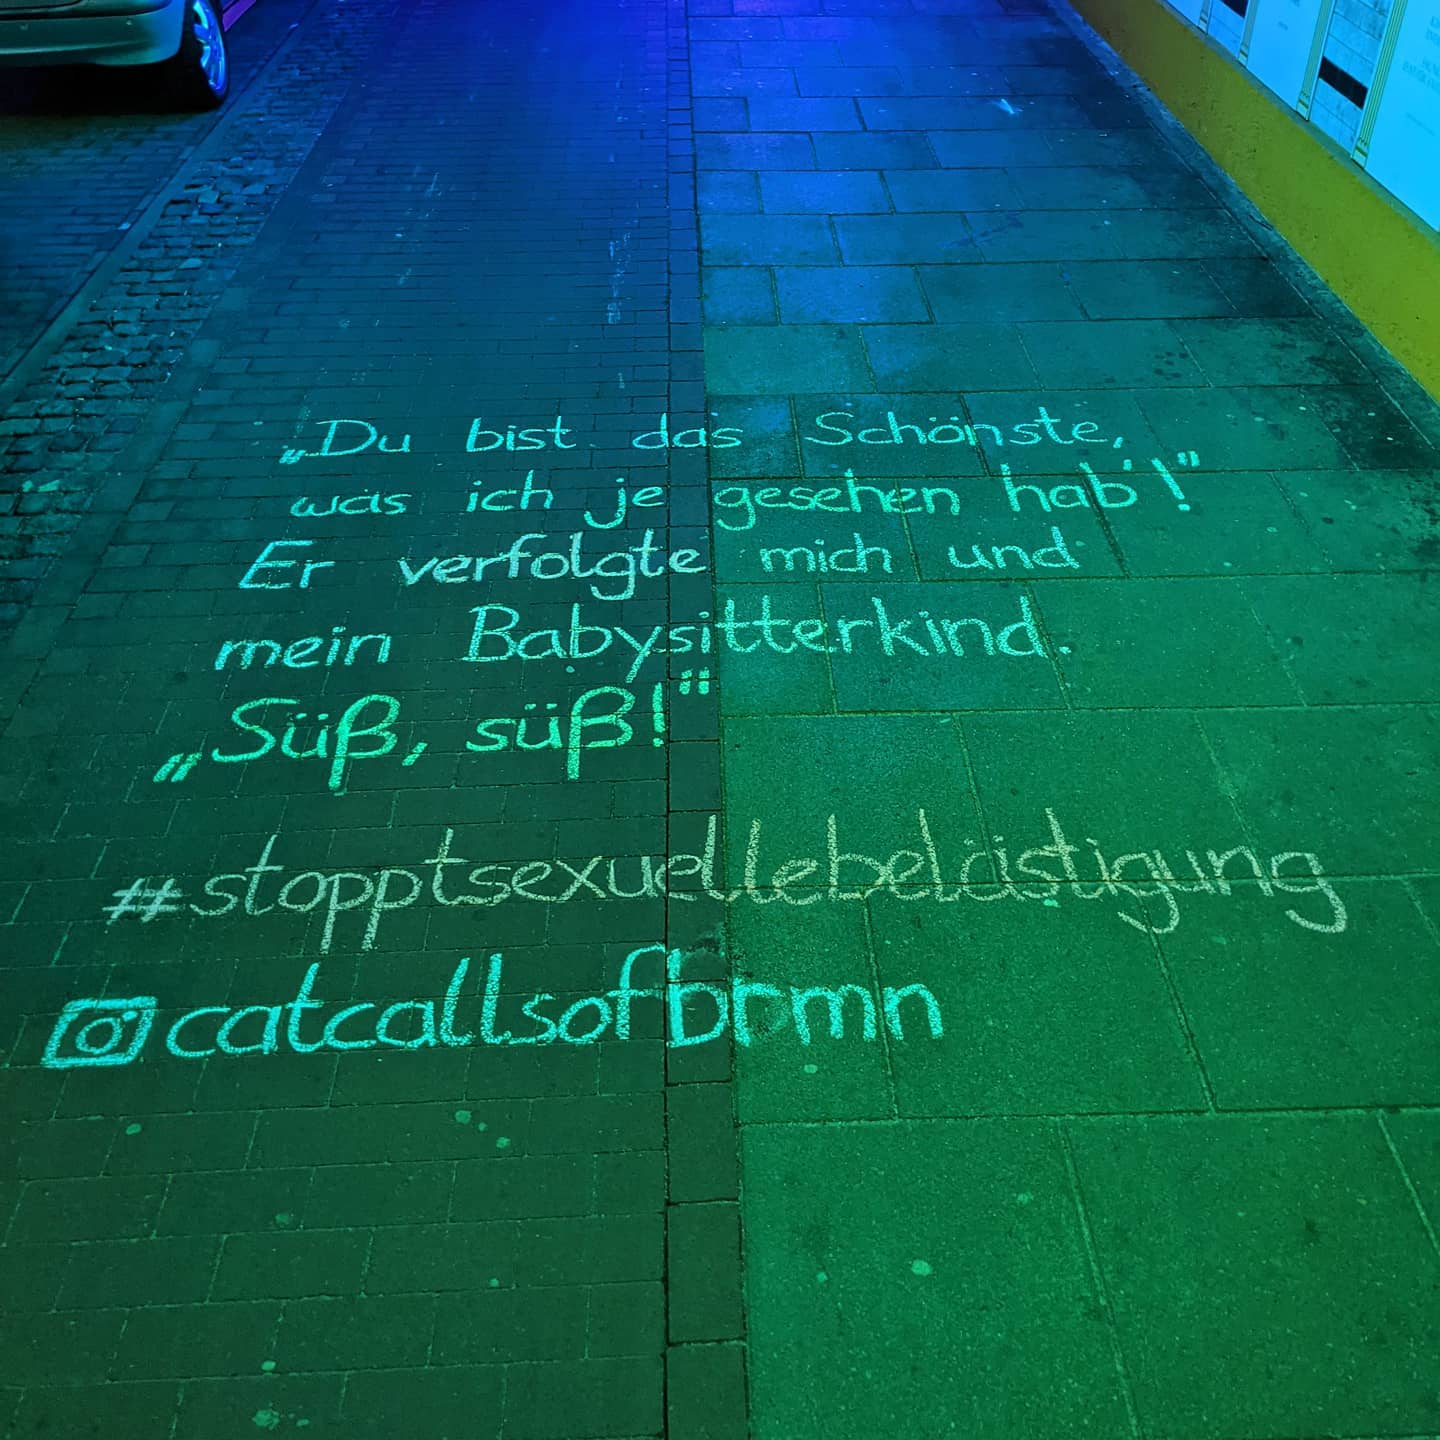 „Du bist das Schönste,
was ich je gesehen hab'!"
Er verfolgte mich und
mein Babysitterkind.
„Süß, süß!"
#stopptsexuellebelästigung
catcallsofbrmn